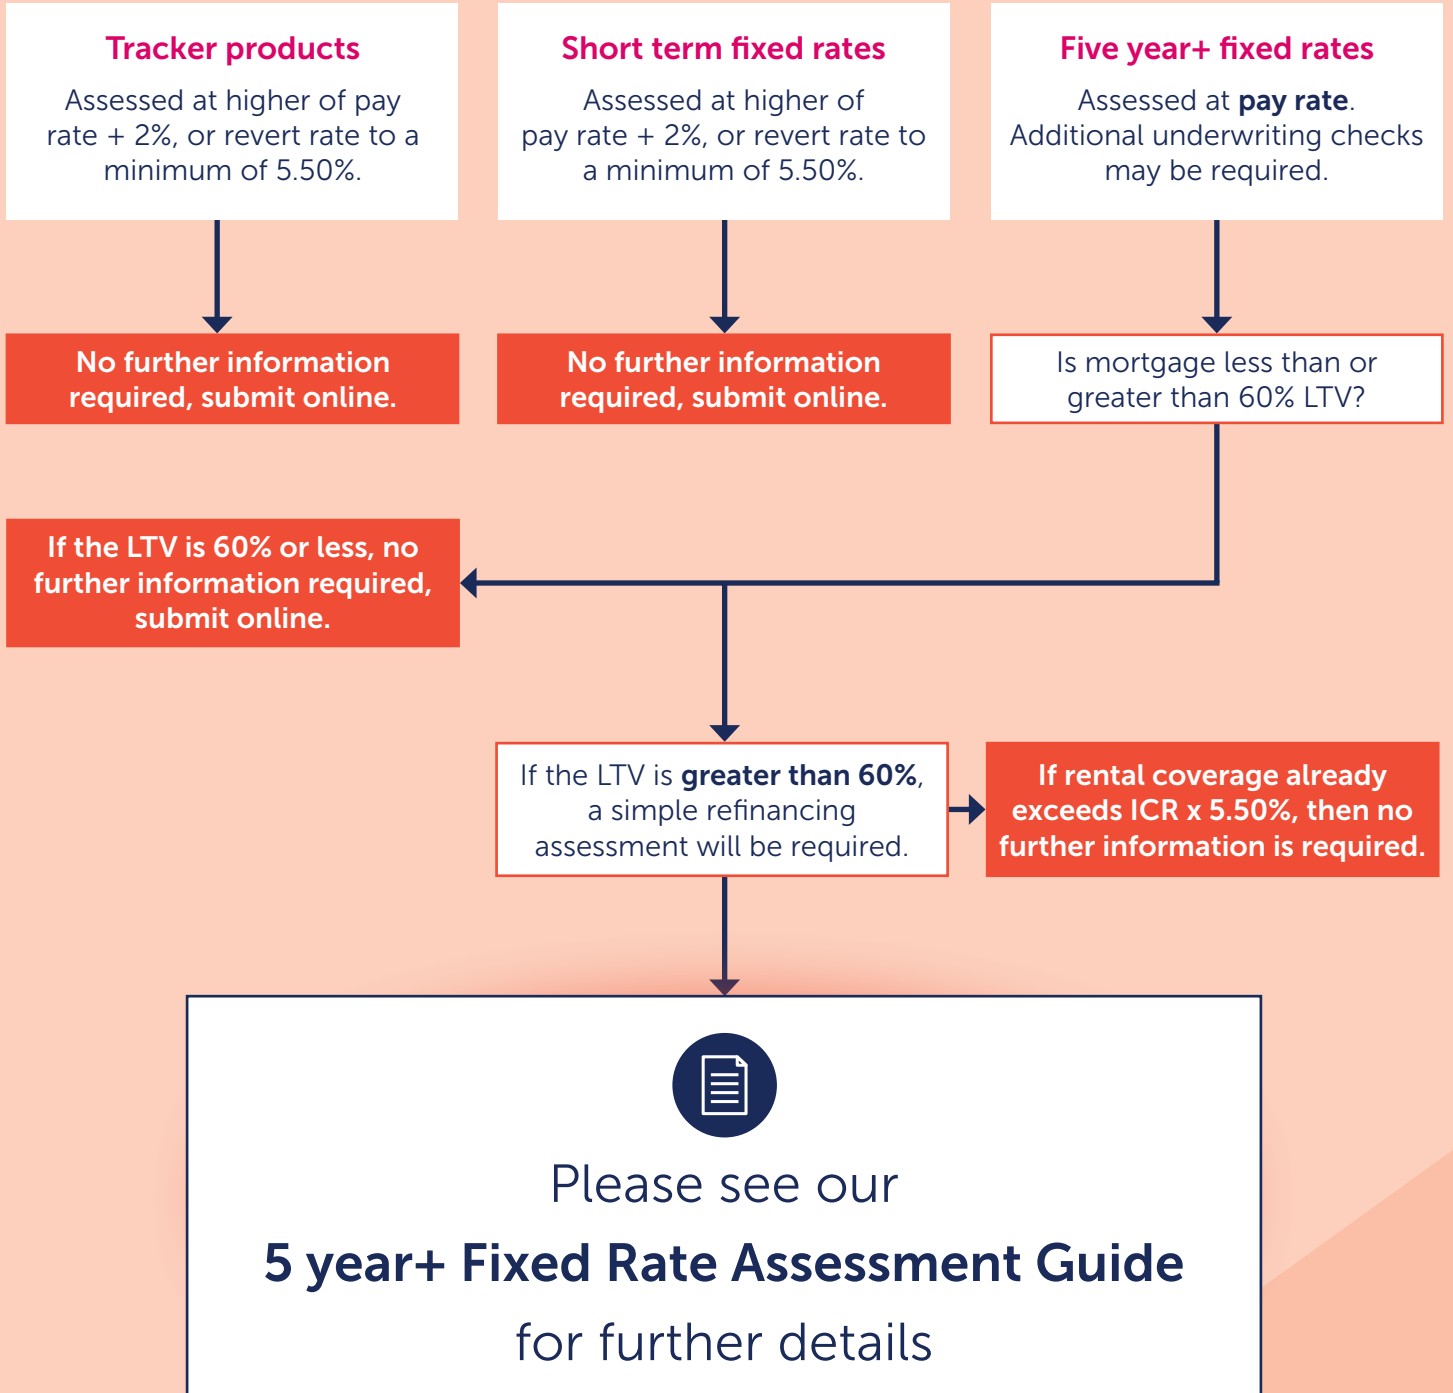 Tracker products
Assessed at higher of pay
rate + 2%, or revert rate to a
minimum of 5.50%.
Short term fixed rates
Assessed at higher of
pay rate + 2%, or revert rate to
a minimum of 5.50%.
Five year+ fixed rates
Assessed at pay rate.
Additional underwriting checks
may be required.
No further information
required, submit online.
No further information
required, submit online.
Is mortgage less than or
greater than 60% LTV?
If the LTV is 60% or less, no
further information required,
submit online.
If the LTV is greater than 60%,
a simple refinancing
assessment will be required.
If rental coverage already
exceeds ICR x 5.50%, then no
further information is required.
Please see our
5 year+ Fixed Rate Assessment Guide
for further details